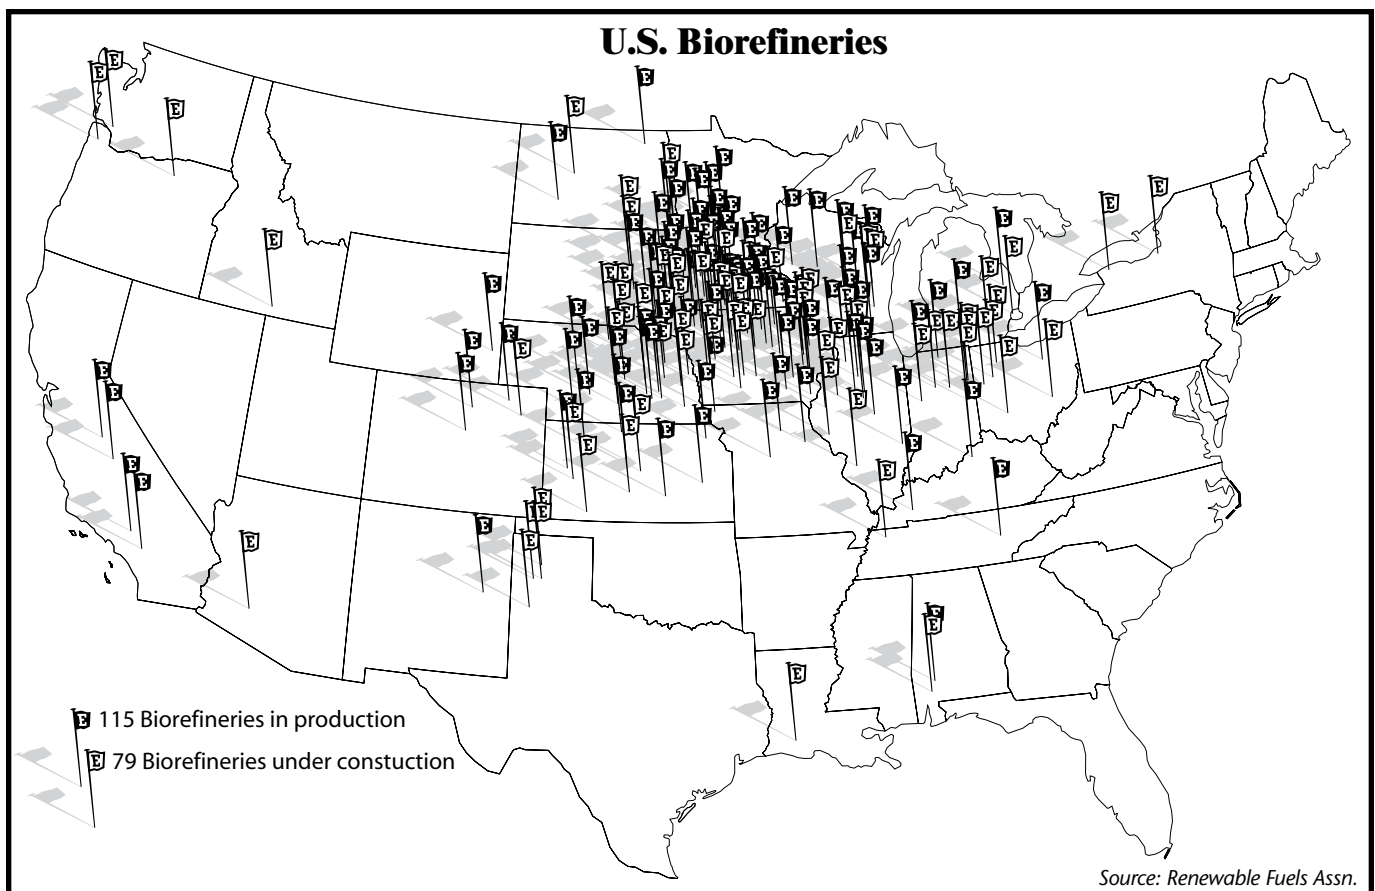 U.S. Biorefineries
E 115 Biorefineries in production
E 79 Biorefineries under constuction
Source: Renewable Fuels Assn.